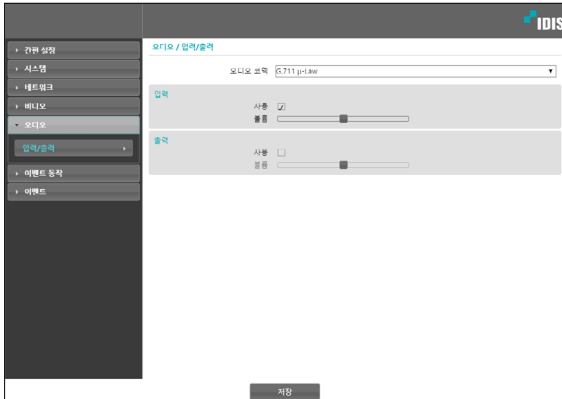 IDIS
간편 설정
시스템
네트워크
비디오
오디오
입력/출력
이벤트 동작
이벤트
오디오 / 입력/출력
오디오 코덱 G.711 µ-Law
입력
사용
볼륨
출력
사용
볼륨
저장